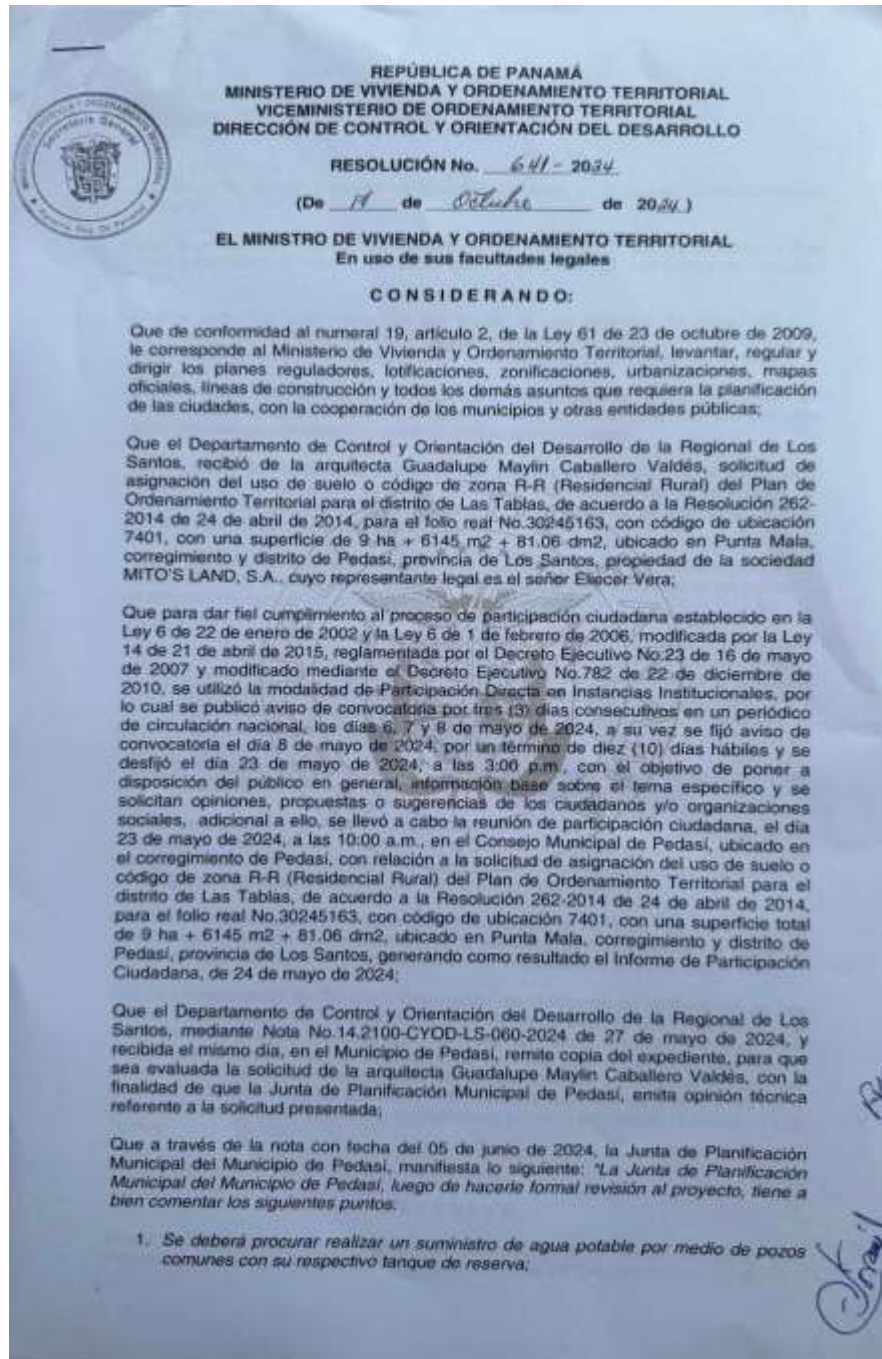 REPÚBLICA DE PANAMÁ
MINISTERIO DE VIVIENDA Y ORDENAMIENTO TERRITORIAL
VICEMINISTERIO DE ORDENAMIENTO TERRITORIAL
DIRECCIÓN DE CONTROL Y ORIENTACIÓN DEL DESARROLLO
Secretaría General
RESOLUCIÓN No. 641 - 2024
(De de Octubre de 2024)
EL MINISTRO DE VIVIENDA Y ORDENAMIENTO TERRITORIAL
En uso de sus facultades legales
CONSIDERANDO:
Que de conformidad al numeral 19, artículo 2, de la Ley 61 de 23 de octubre de 2009,
le corresponde al Ministerio de Vivienda y Ordenamiento Territorial, levantar, regular y
dirigir los planes reguladores, lotificaciones, zonificaciones, urbanizaciones, mapas
oficiales, líneas de construcción y todos los demás asuntos que requiera la planificación
de las ciudades, con la cooperación de los municipios y otras entidades públicas;
Que el Departamento de Control y Orientación del Desarrollo de la Regional de Los
Santos, recibió de la arquitecta Guadalupe Maylin Caballero Valdés, solicitud de
asignación del uso de suelo o código de zona R-R (Residencial Rural) del Plan de
Ordenamiento Territorial para el distrito de Las Tablas, de acuerdo a la Resolución 262-
2014 de 24 de abril de 2014, para el folio real No.30245163, con código de ubicación
7401, con una superficie de 9 ha + 6145 m2 + 81.06 dm2, ubicado en Punta Mala,
corregimiento y distrito de Pedasí, provincia de Los Santos, propiedad de la sociedad
MITO'S LAND, S.A., cuyo representante legal es el señor Eliecer Vera;
Que para dar fiel cumplimiento al proceso de participación ciudadana establecido en la
Ley 6 de 22 de enero de 2002 y la Ley 6 de 1 de febrero de 2006, modificada por la Ley
14 de 21 de abril de 2015, reglamentada por el Decreto Ejecutivo No.23 de 16 de mayo
de 2007 y modificado mediante el Decreto Ejecutivo No.782 de 22 de diciembre de
2010, se utilizó la modalidad de Participación Directa en Instancias Institucionales, por
lo cual se publicó aviso de convocatoria por tres (3) días consecutivos en un periódico
de circulación nacional, los días 6, 7 y 8 de mayo de 2024, a su vez se fijó aviso de
convocatoria el día 8 de mayo de 2024, por un término de diez (10) días hábiles y se
desfijó el día 23 de mayo de 2024, a las 3:00 p.m., con el objetivo de poner a
disposición del público en general, información base sobre el tema específico y se
solicitan opiniones, propuestas o sugerencias de los ciudadanos y/o organizaciones
sociales, adicional a ello, se llevó a cabo la reunión de participación ciudadana, el día
23 de mayo de 2024, a las 10:00 a.m., en el Consejo Municipal de Pedasí, ubicado en
el corregimiento de Pedasí, con relación a la solicitud de asignación del uso de suelo o
código de zona R-R (Residencial Rural) del Plan de Ordenamiento Territorial para el
distrito de Las Tablas, de acuerdo a la Resolución 262-2014 de 24 de abril de 2014,
para el folio real No.30245163, con código de ubicación 7401, con una superficie total
de 9 ha + 6145 m2 + 81.06 dm2, ubicado en Punta Mala, corregimiento y distrito de
Pedasí, provincia de Los Santos, generando como resultado el Informe de Participación
Ciudadana, de 24 de mayo de 2024;
Que el Departamento de Control y Orientación del Desarrollo de la Regional de Los
Santos, mediante Nota No.14.2100-CYOD-LS-060-2024 de 27 de mayo de 2024, y
recibida el mismo día, en el Municipio de Pedasí, remite copia del expediente, para que
sea evaluada la solicitud de la arquitecta Guadalupe Maylin Caballero Valdés, con la
finalidad de que la Junta de Planificación Municipal de Pedasí, emita opinión técnica
referente a la solicitud presentada;
Que a través de la nota con fecha del 05 de junio de 2024, la Junta de Planificación
Municipal del Municipio de Pedasí, manifiesta lo siguiente: "La Junta de Planificación
Municipal del Municipio de Pedasí, luego de hacerle formal revisión al proyecto, tiene a
bien comentar los siguientes puntos.
1. Se deberá procurar realizar un suministro de agua potable por medio de pozos
comunes con su respectivo tanque de reserva;